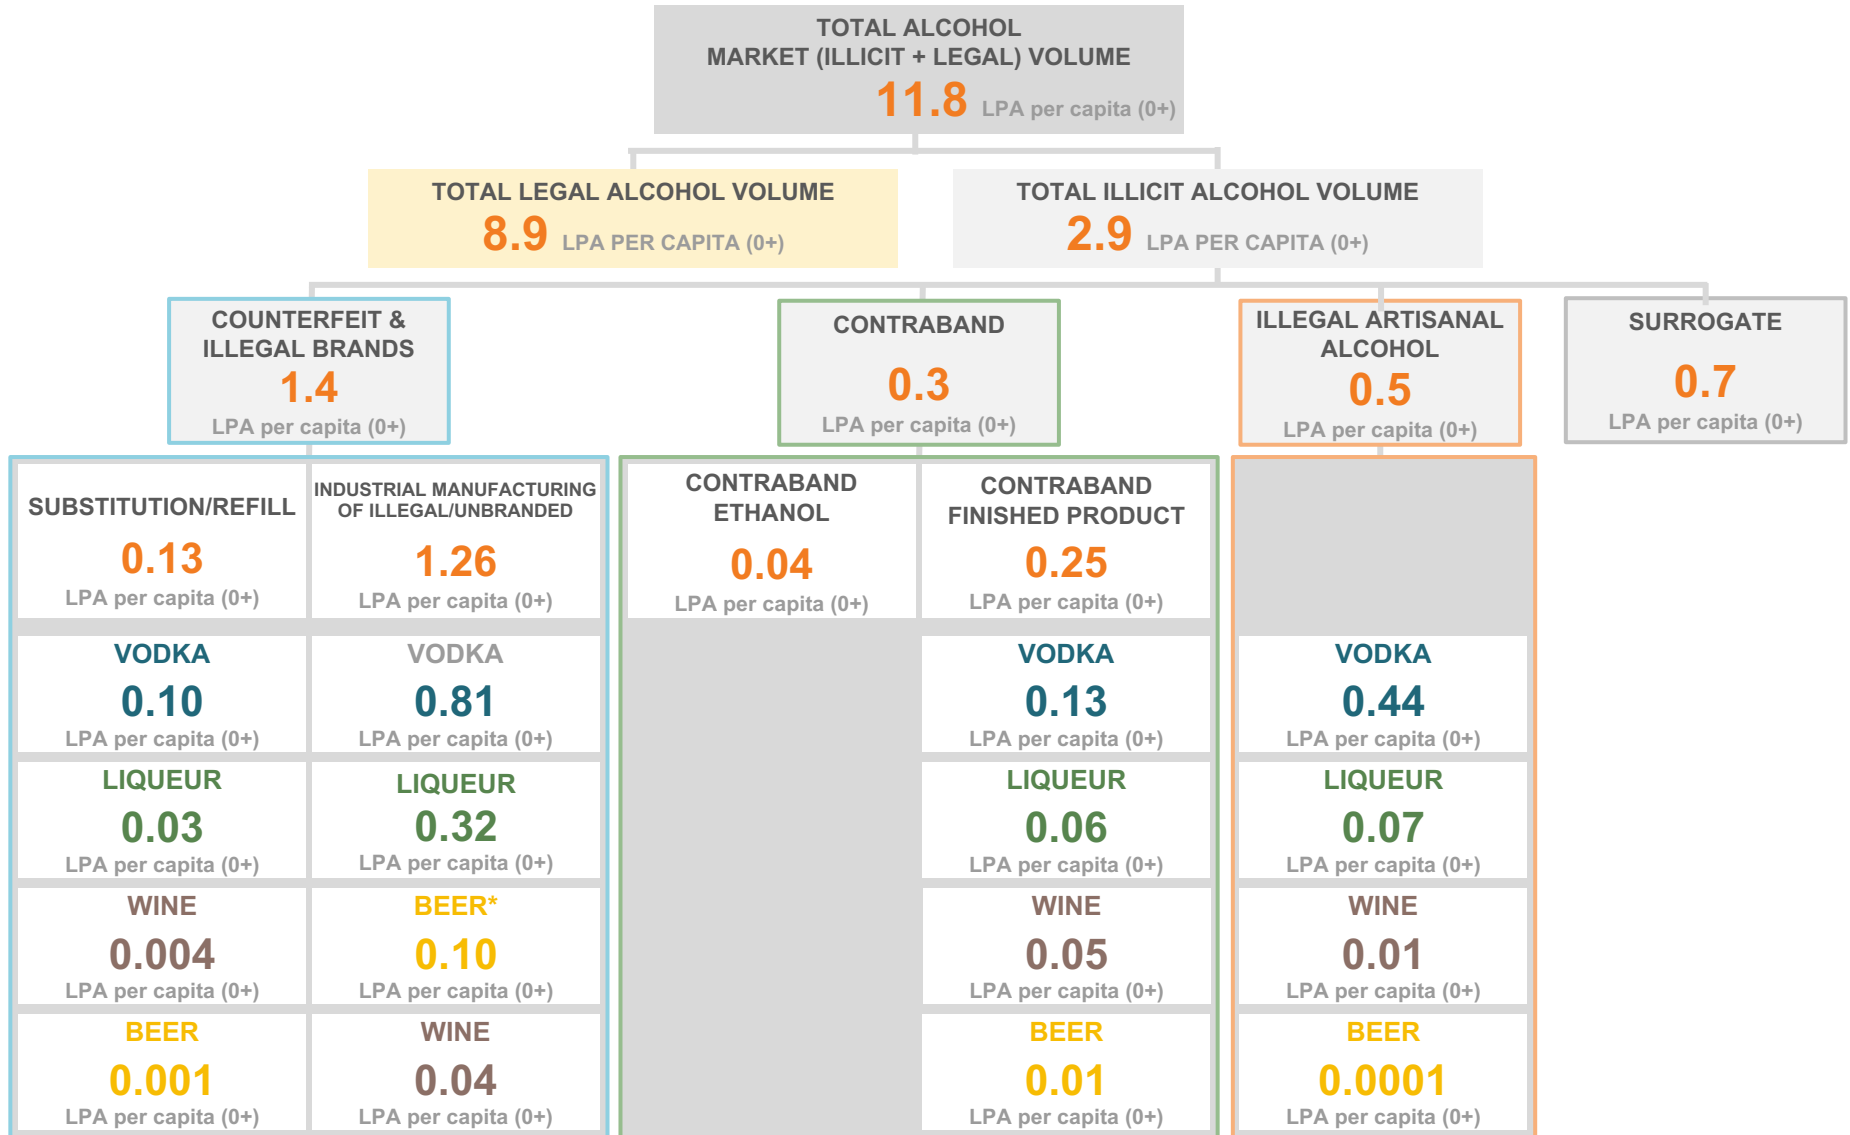 TOTAL ALCOHOL
MARKET (ILLICIT + LEGAL) VOLUME
11.8 LPA per capita (0+)
TOTAL LEGAL ALCOHOL VOLUME
8.9 LPA PER CAPITA (0+)
TOTAL ILLICIT ALCOHOL VOLUME
2.9 LPA PER CAPITA (0+)
COUNTERFEIT &
ILLEGAL BRANDS
1.4
LPA per capita (0+)
CONTRABAND
0.3
LPA per capita (0+)
ILLEGAL ARTISANAL
ALCOHOL
0.5
LPA per capita (0+)
SURROGATE
0.7
LPA per capita (0+)
SUBSTITUTION/REFILL
0.13
LPA per capita (0+)
INDUSTRIAL MANUFACTURING
OF ILLEGAL/UNBRANDED
1.26
LPA per capita (0+)
CONTRABAND
ETHANOL
0.04
LPA per capita (0+)
CONTRABAND
FINISHED PRODUCT
0.25
LPA per capita (0+)
VODKA
0.10
LPA per capita (0+)
VODKA
0.81
LPA per capita (0+)
VODKA
0.13
LPA per capita (0+)
VODKA
0.44
LPA per capita (0+)
LIQUEUR
0.03
LPA per capita (0+)
LIQUEUR
0.32
LPA per capita (0+)
LIQUEUR
0.06
LPA per capita (0+)
LIQUEUR
0.07
LPA per capita (0+)
WINE
0.004
LPA per capita (0+)
BEER*
0.10
LPA per capita (0+)
WINE
0.05
LPA per capita (0+)
WINE
0.01
LPA per capita (0+)
BEER
0.001
LPA per capita (0+)
WINE
0.04
LPA per capita (0+)
BEER
0.01
LPA per capita (0+)
BEER
0.0001
LPA per capita (0+)